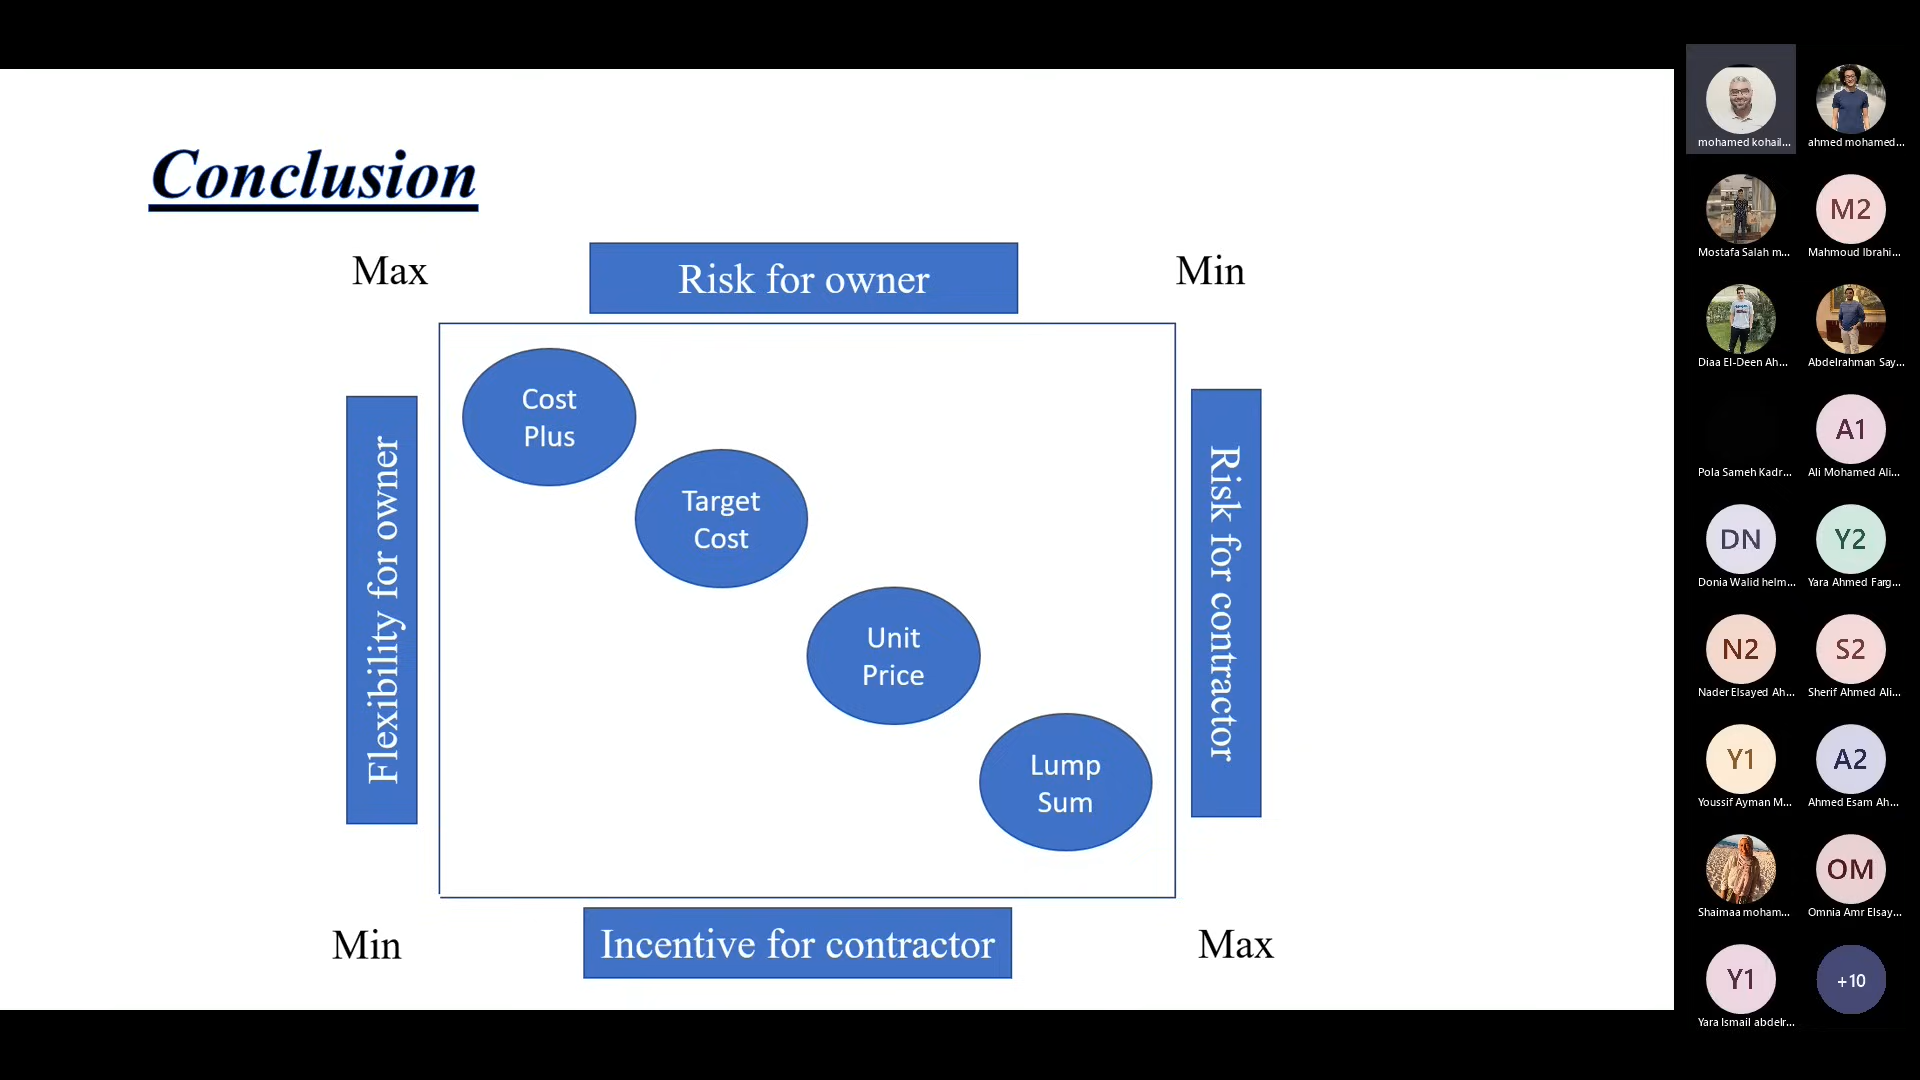 Conclusion
Max
Risk for owner
Min
Cost
Plus
Target
Cost
Unit
Price
Lump
Sum
Flexibility for owner
Risk for contractor
Min
Incentive for contractor
Max
mohamed kohail...
ahmed mohamed...
Mostafa Salah m...
M2
Mahmoud Ibrahi...
Diaa El-Deen Ah...
Abdelrahman Say...
Pola Sameh Kadr...
A1
Ali Mohamed Ali...
DN
Donia Walid helm...
Y2
Yara Ahmed Farg...
N2
Nader Elsayed Ah...
S2
Sherif Ahmed Ali...
Y1
Youssif Ayman M...
A2
Ahmed Esam Ah...
Shaimaa moham...
OM
Omnia Amr Elsay...
Y1
Yara Ismail abdelr...
+10